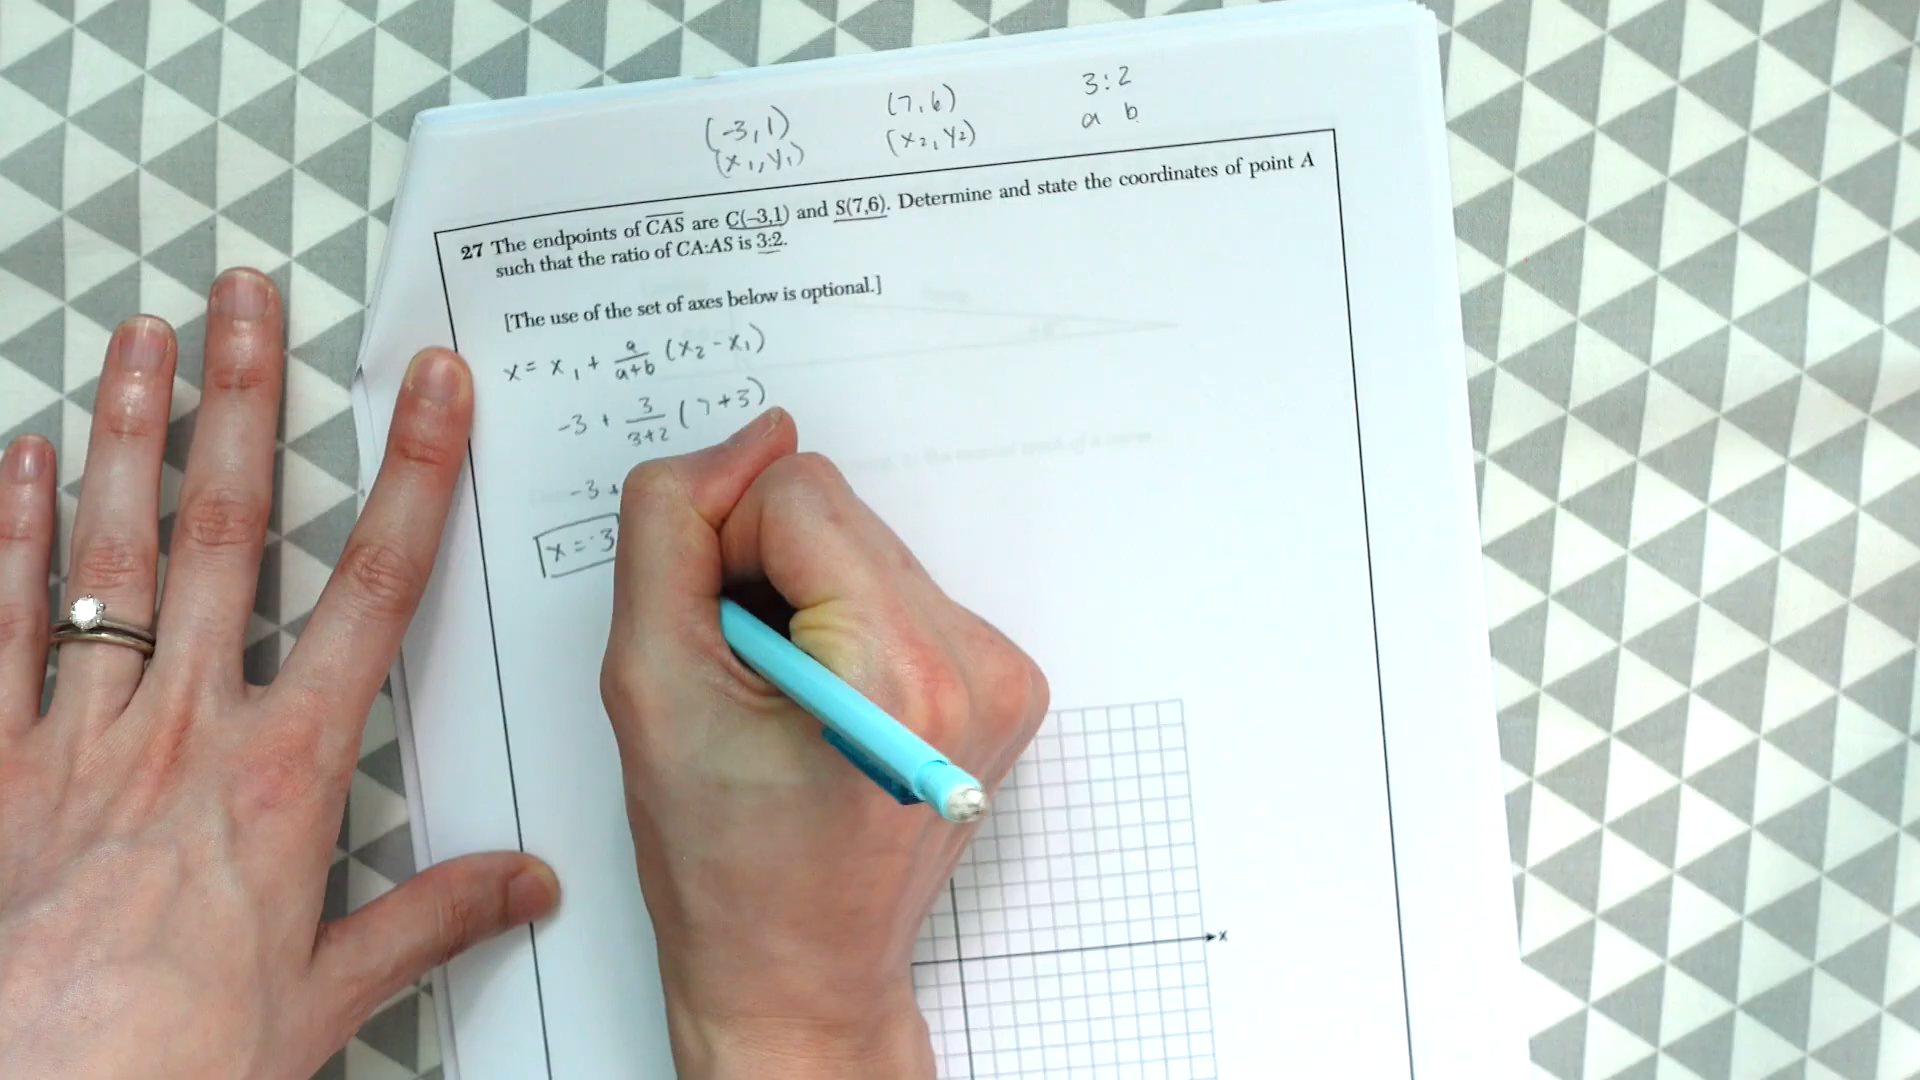 (-3,1) (7,6) 3:2
(x₁,y₁) (x₂,y₂) a b
27 The endpoints of CAS are C(–3,1) and S(7,6). Determine and state the coordinates of point A
such that the ratio of CA:AS is 3:2.
[The use of the set of axes below is optional.]
x = x₁ + a/(a+b) (x₂ - x₁)
-3 + 3/(3+2) (7+3)
-3 +
x = 3
x